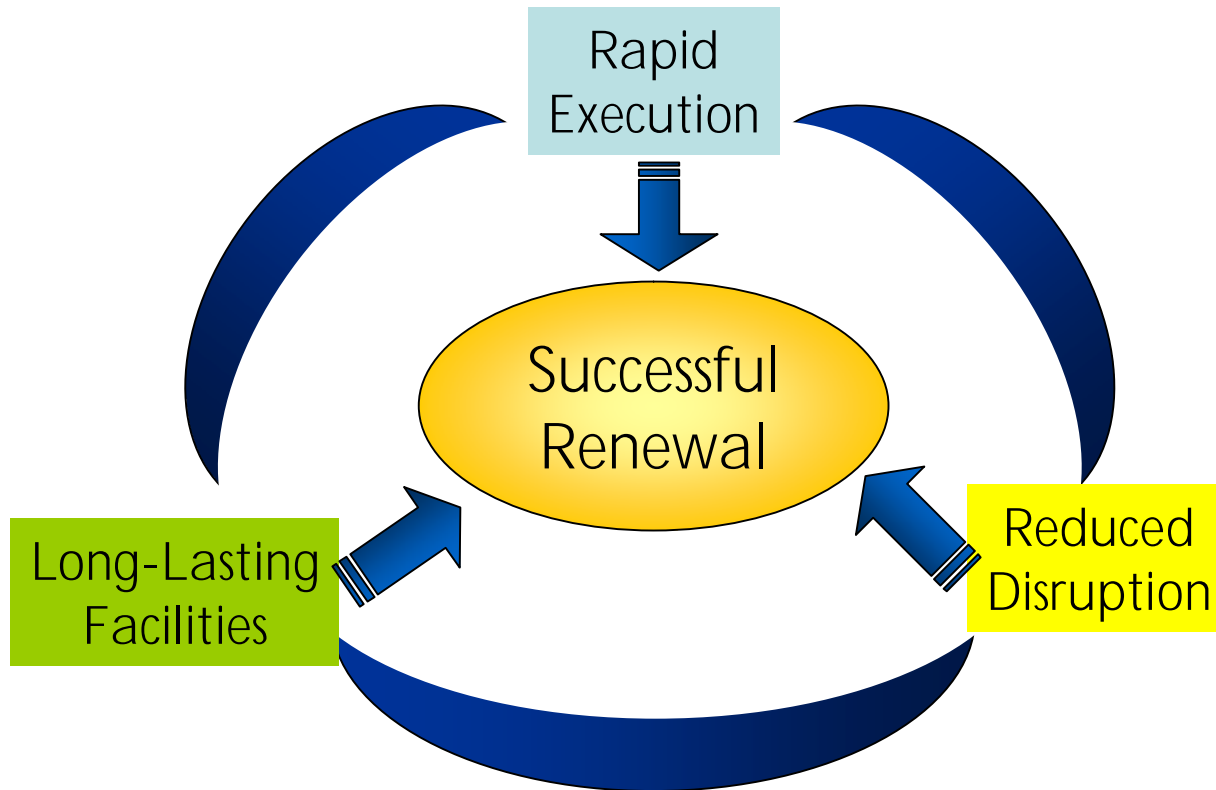 Rapid
Execution
Successful
Renewal
Long-Lasting
Facilities
Reduced
Disruption